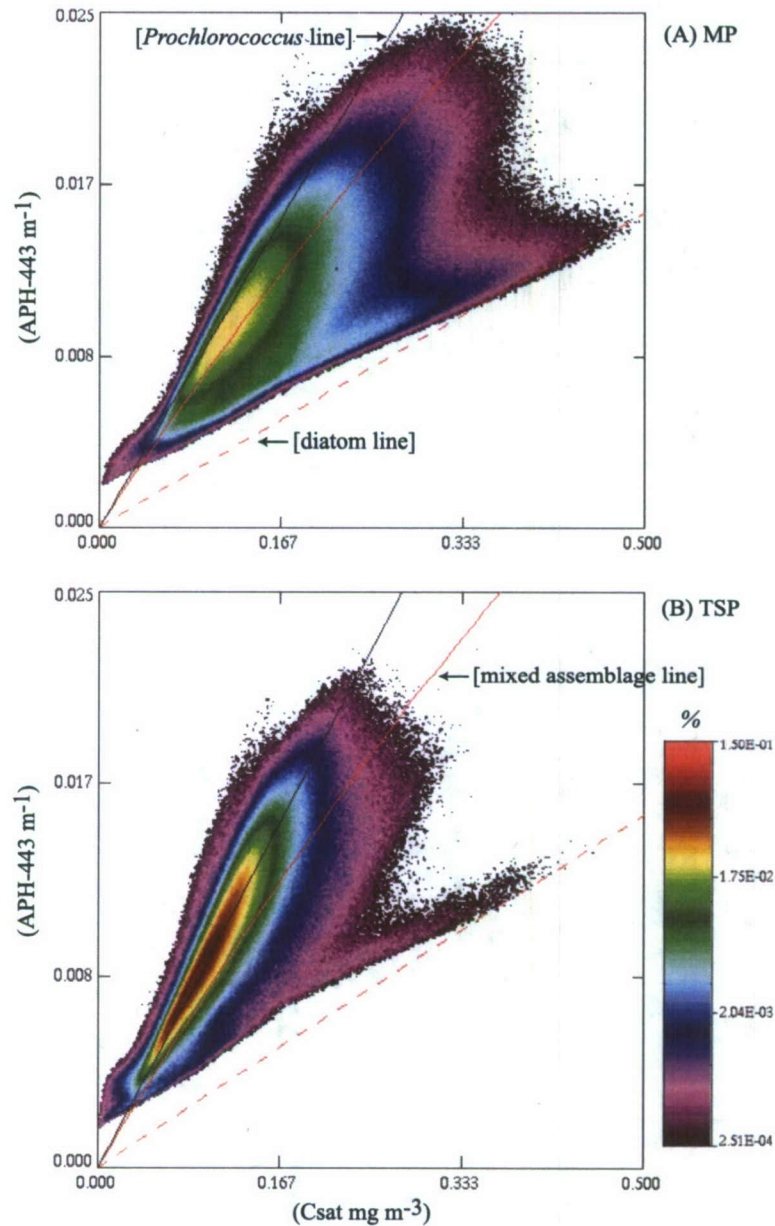 0.025
[Prochlorococcus line]
(A) MP
0.017
(APH-443 m-1)
0.008
[diatom line]
0.000
0.000 0.167 0.333 0.500
0.025
(B) TSP
[mixed assemblage line]
%
1.50E-01
0.017
1.75E-02
(APH-443 m-1)
0.008
2.04E-03
2.51E-04
0.000
0.000 0.167 0.333 0.500
(Csat mg m-3)